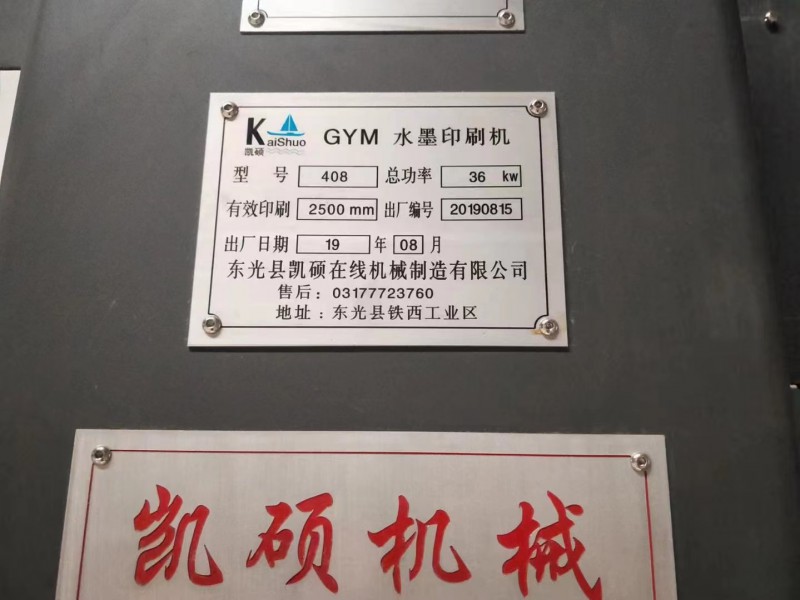 KaiShuo
凯硕
GYM 水墨印刷机
型号 408 总功率 36 kw
有效印刷 2500 mm 出厂编号 20190815
出厂日期 19 年 08 月
东光县凯硕在线机械制造有限公司
售后：03177723760
地址：东光县铁西工业区
凯硕机械